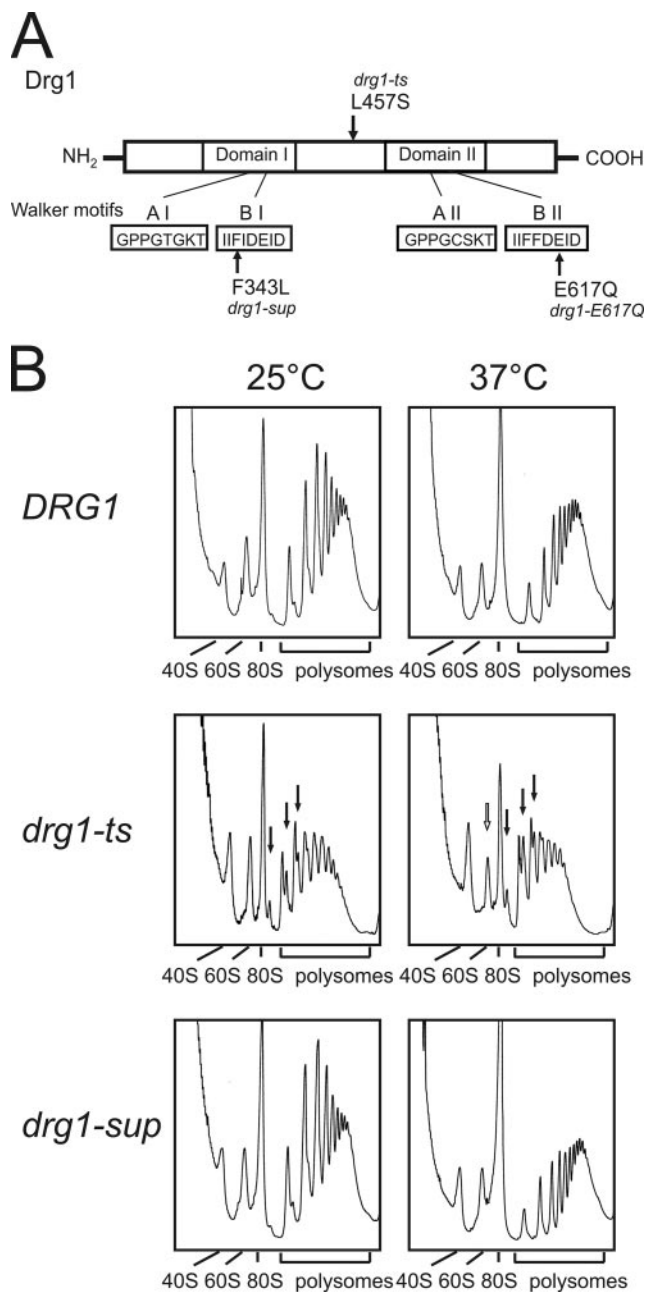 A
Drg1
drg1-ts
L457S
NH2
Domain I
Domain II
COOH
Walker motifs
A I
B I
A II
B II
GPPGTGKT
IIFIDEID
GPPGCSKT
IIFFDEID
F343L
drg1-sup
E617Q
drg1-E617Q
B
25°C
37°C
DRG1
40S 60S 80S polysomes
40S 60S 80S polysomes
drg1-ts
40S 60S 80S polysomes
40S 60S 80S polysomes
drg1-sup
40S 60S 80S polysomes
40S 60S 80S polysomes